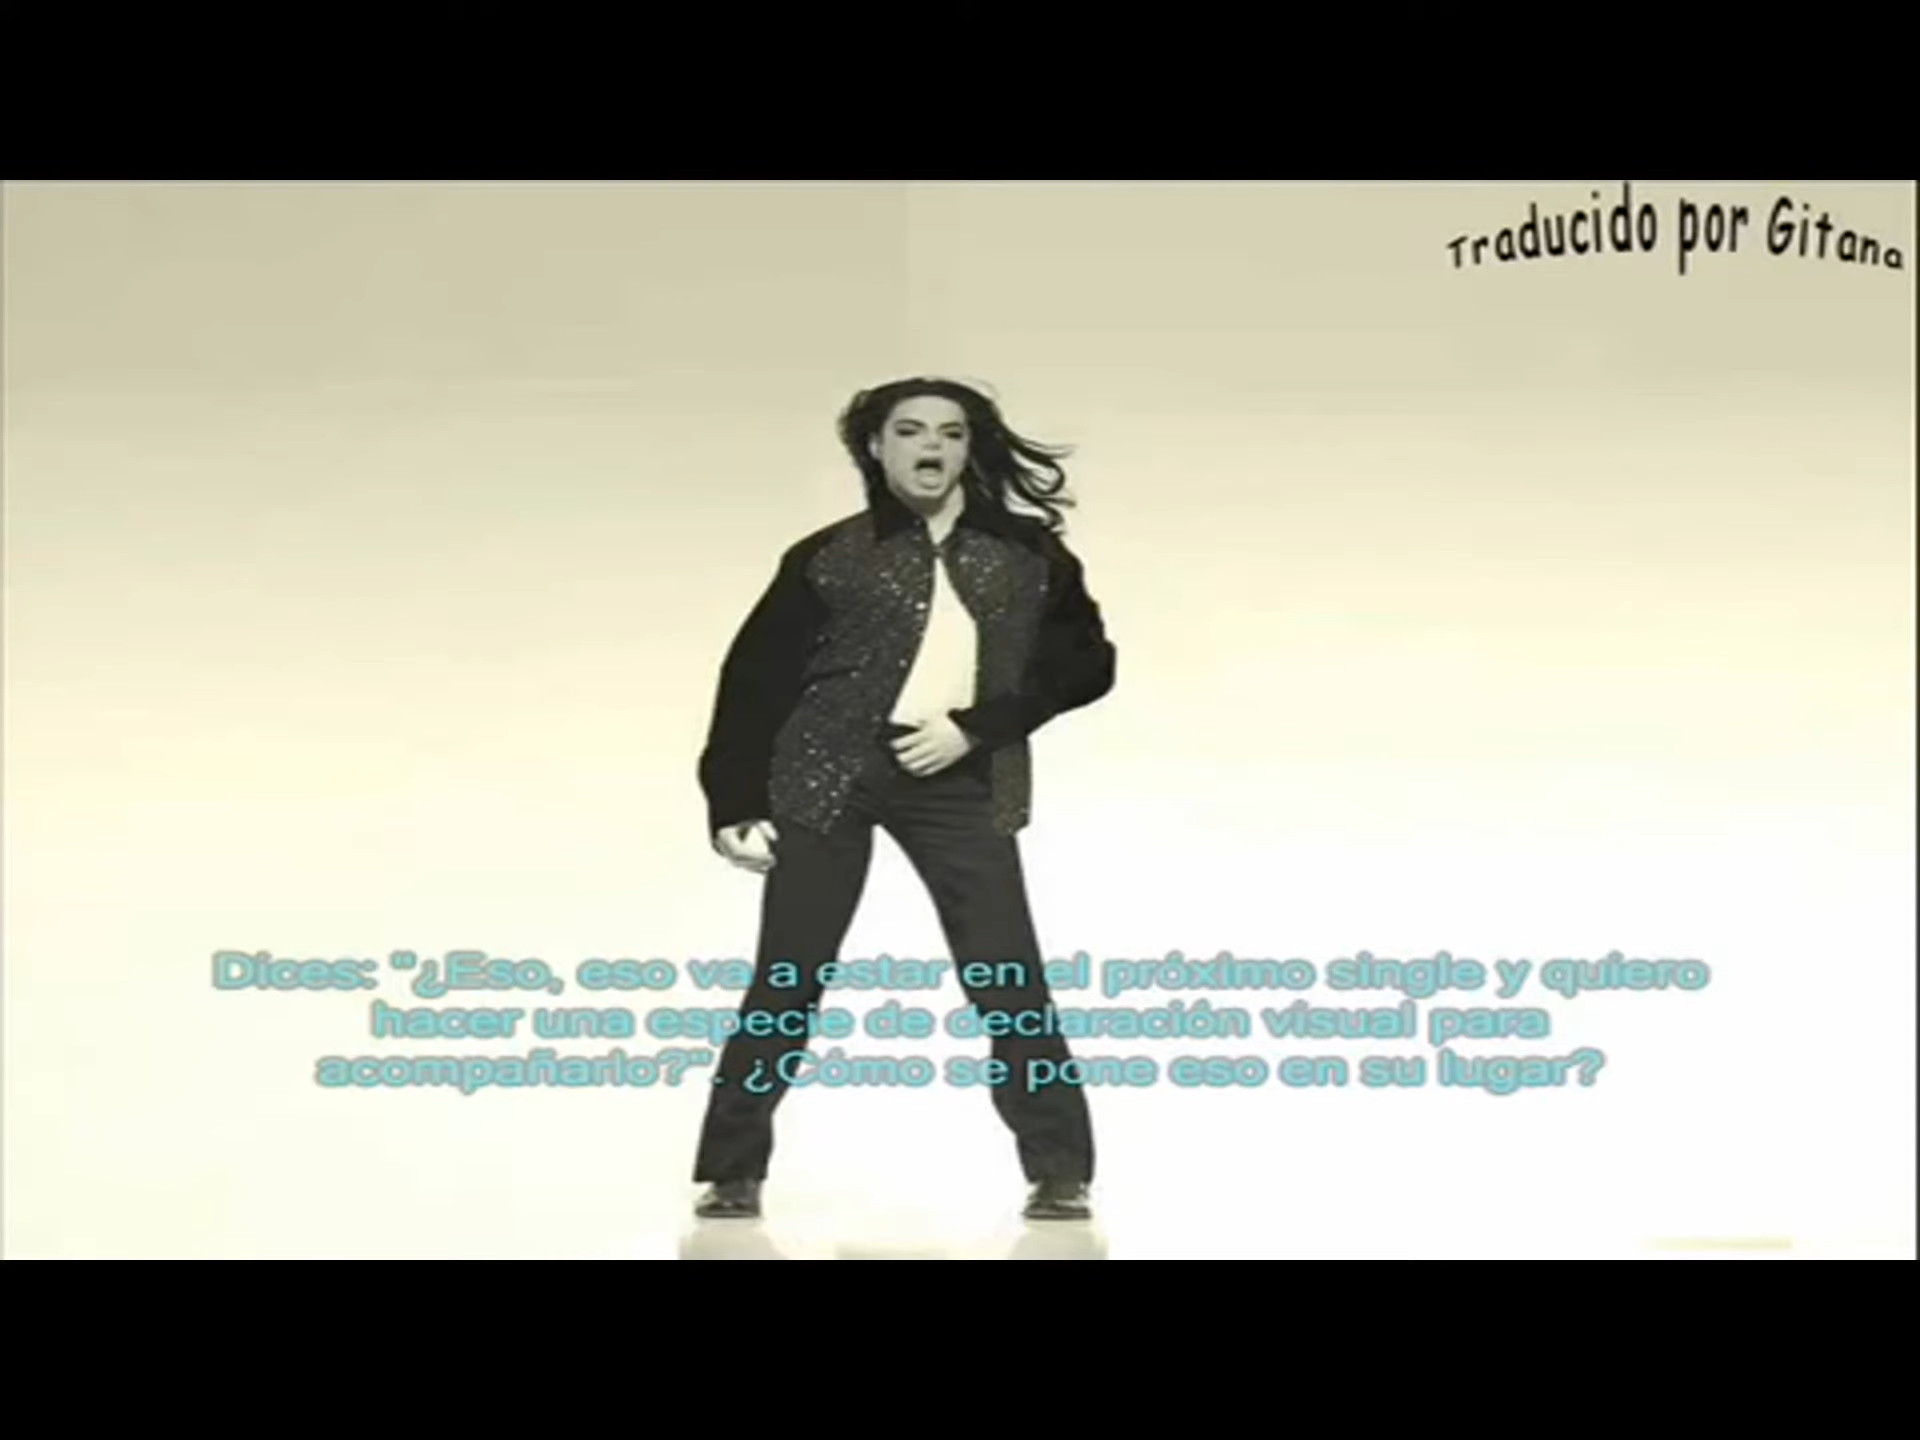 Traducido por Gitana
Dices: "¿Eso, eso va a estar en el próximo single y quiero
hacer una especie de declaración visual para
acompañarlo?". ¿Cómo se pone eso en su lugar?